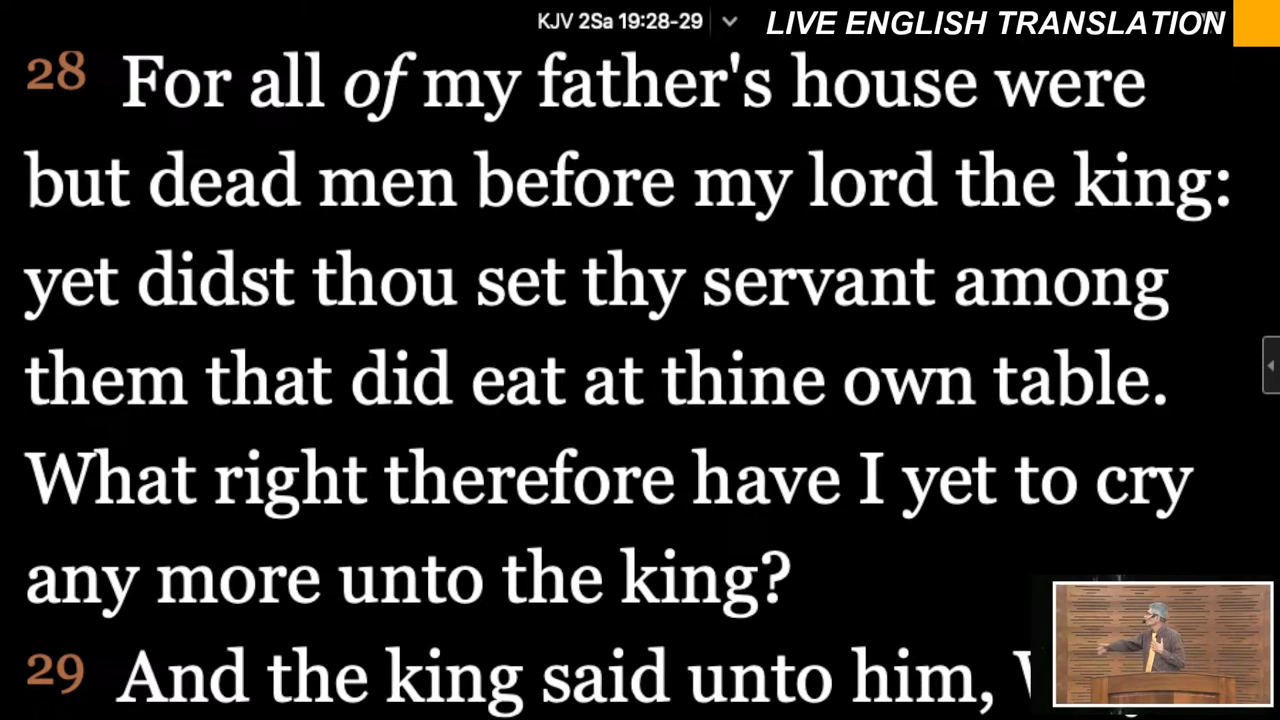 KJV 2Sa 19:28-29
LIVE ENGLISH TRANSLATION
28 For all of my father's house were
but dead men before my lord the king:
yet didst thou set thy servant among
them that did eat at thine own table.
What right therefore have I yet to cry
any more unto the king?
29 And the king said unto him,